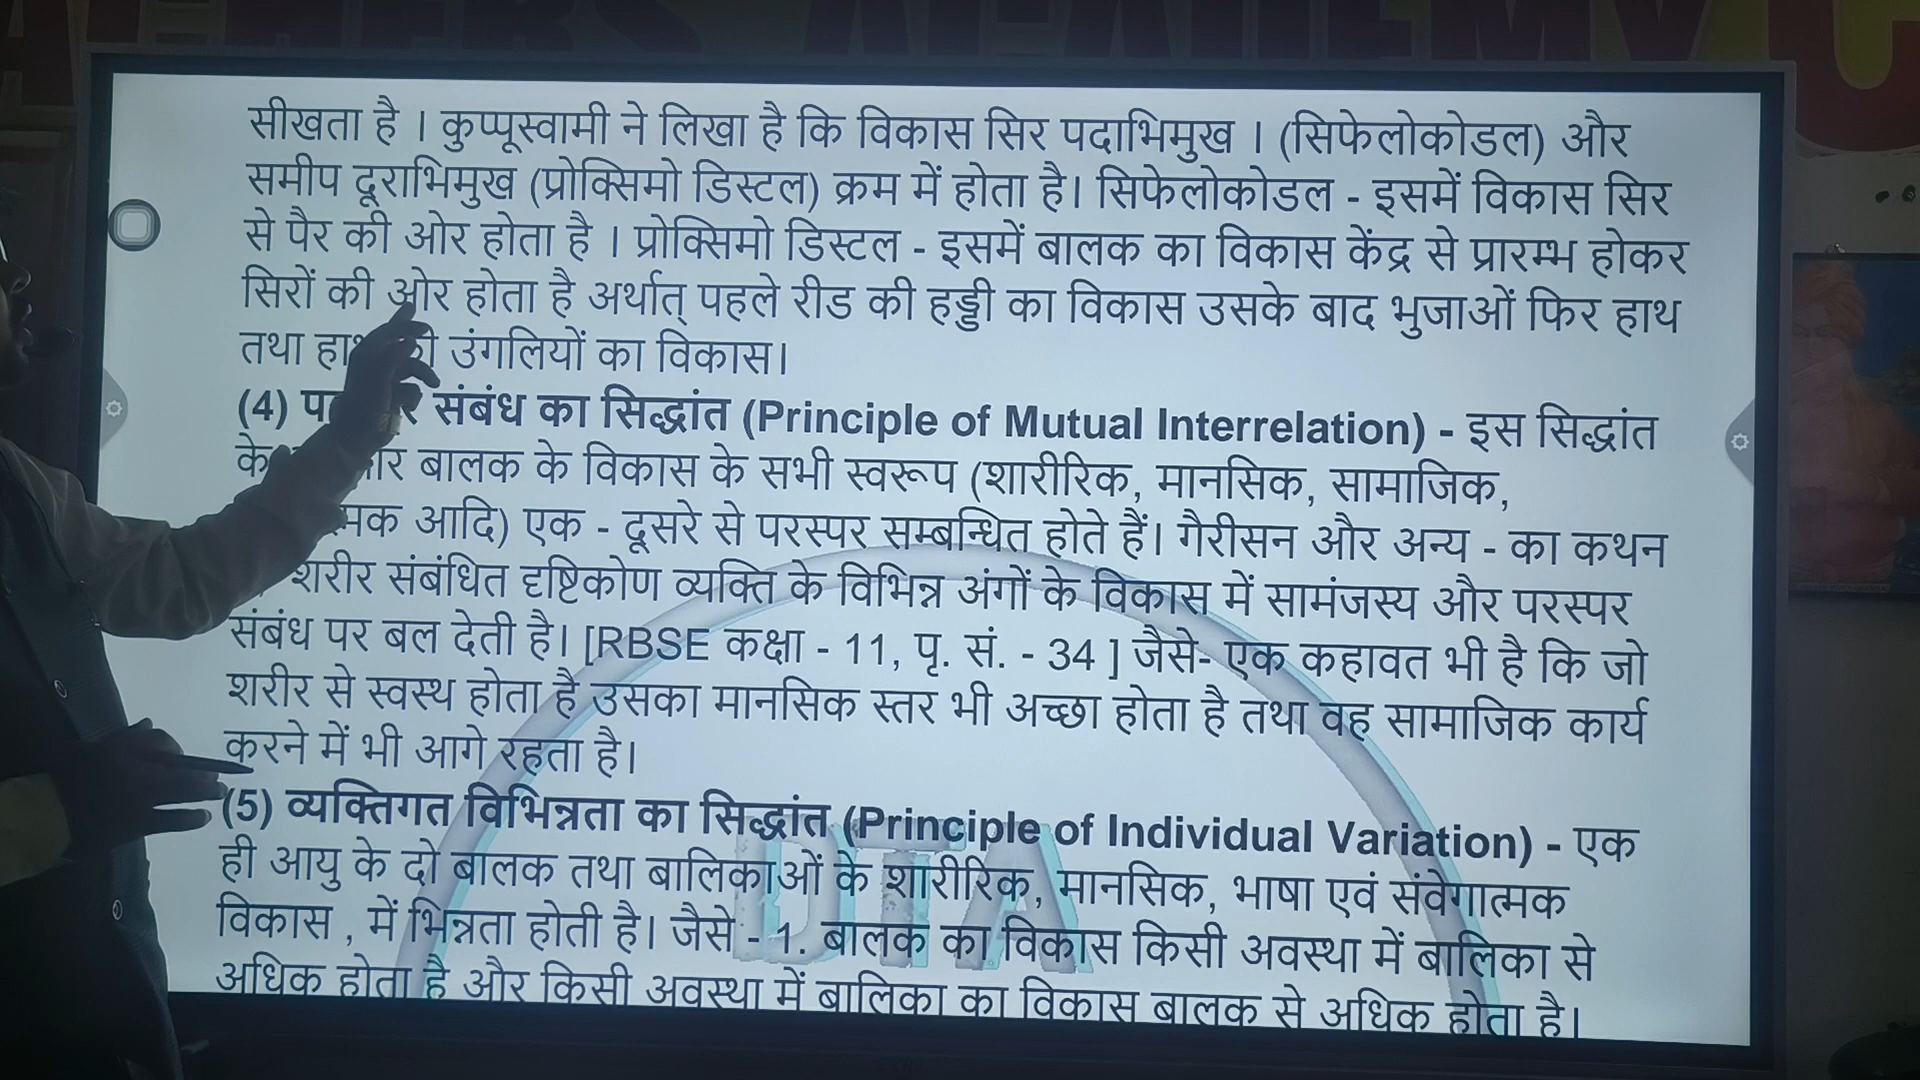 ACADEMY
सीखता है । कुप्पूस्वामी ने लिखा है कि विकास सिर पदाभिमुख । (सिफेलोकोडल) और
समीप दूराभिमुख (प्रोक्सिमो डिस्टल) क्रम में होता है। सिफेलोकोडल - इसमें विकास सिर
से पैर की ओर होता है । प्रोक्सिमो डिस्टल - इसमें बालक का विकास केंद्र से प्रारम्भ होकर
सिरों की ओर होता है अर्थात् पहले रीड की हड्डी का विकास उसके बाद भुजाओं फिर हाथ
तथा उंगलियों का विकास।
(4) संबंध का सिद्धांत (Principle of Mutual Interrelation) - इस सिद्धांत
बालक के विकास के सभी स्वरूप (शारीरिक, मानसिक, सामाजिक,
आदि) एक - दूसरे से परस्पर सम्बन्धित होते हैं। गैरीसन और अन्य - का कथन
शरीर संबंधित दृष्टिकोण व्यक्ति के विभिन्न अंगों के विकास में सामंजस्य और परस्पर
संबंध पर बल देती है। [RBSE कक्षा - 11, पृ. सं. - 34 ] जैसे- एक कहावत भी है कि जो
शरीर से स्वस्थ होता है उसका मानसिक स्तर भी अच्छा होता है तथा वह सामाजिक कार्य
करने में भी आगे रहता है।
(5) व्यक्तिगत विभिन्नता का सिद्धांत (Principle of Individual Variation) - एक
ही आयु के दो बालक तथा बालिकाओं के शारीरिक, मानसिक, भाषा एवं संवेगात्मक
विकास , में भिन्नता होती है। जैसे - 1. बालक का विकास किसी अवस्था में बालिका से
अधिक होता है और किसी अवस्था में बालिका का विकास बालक से अधिक होता है।
DTA